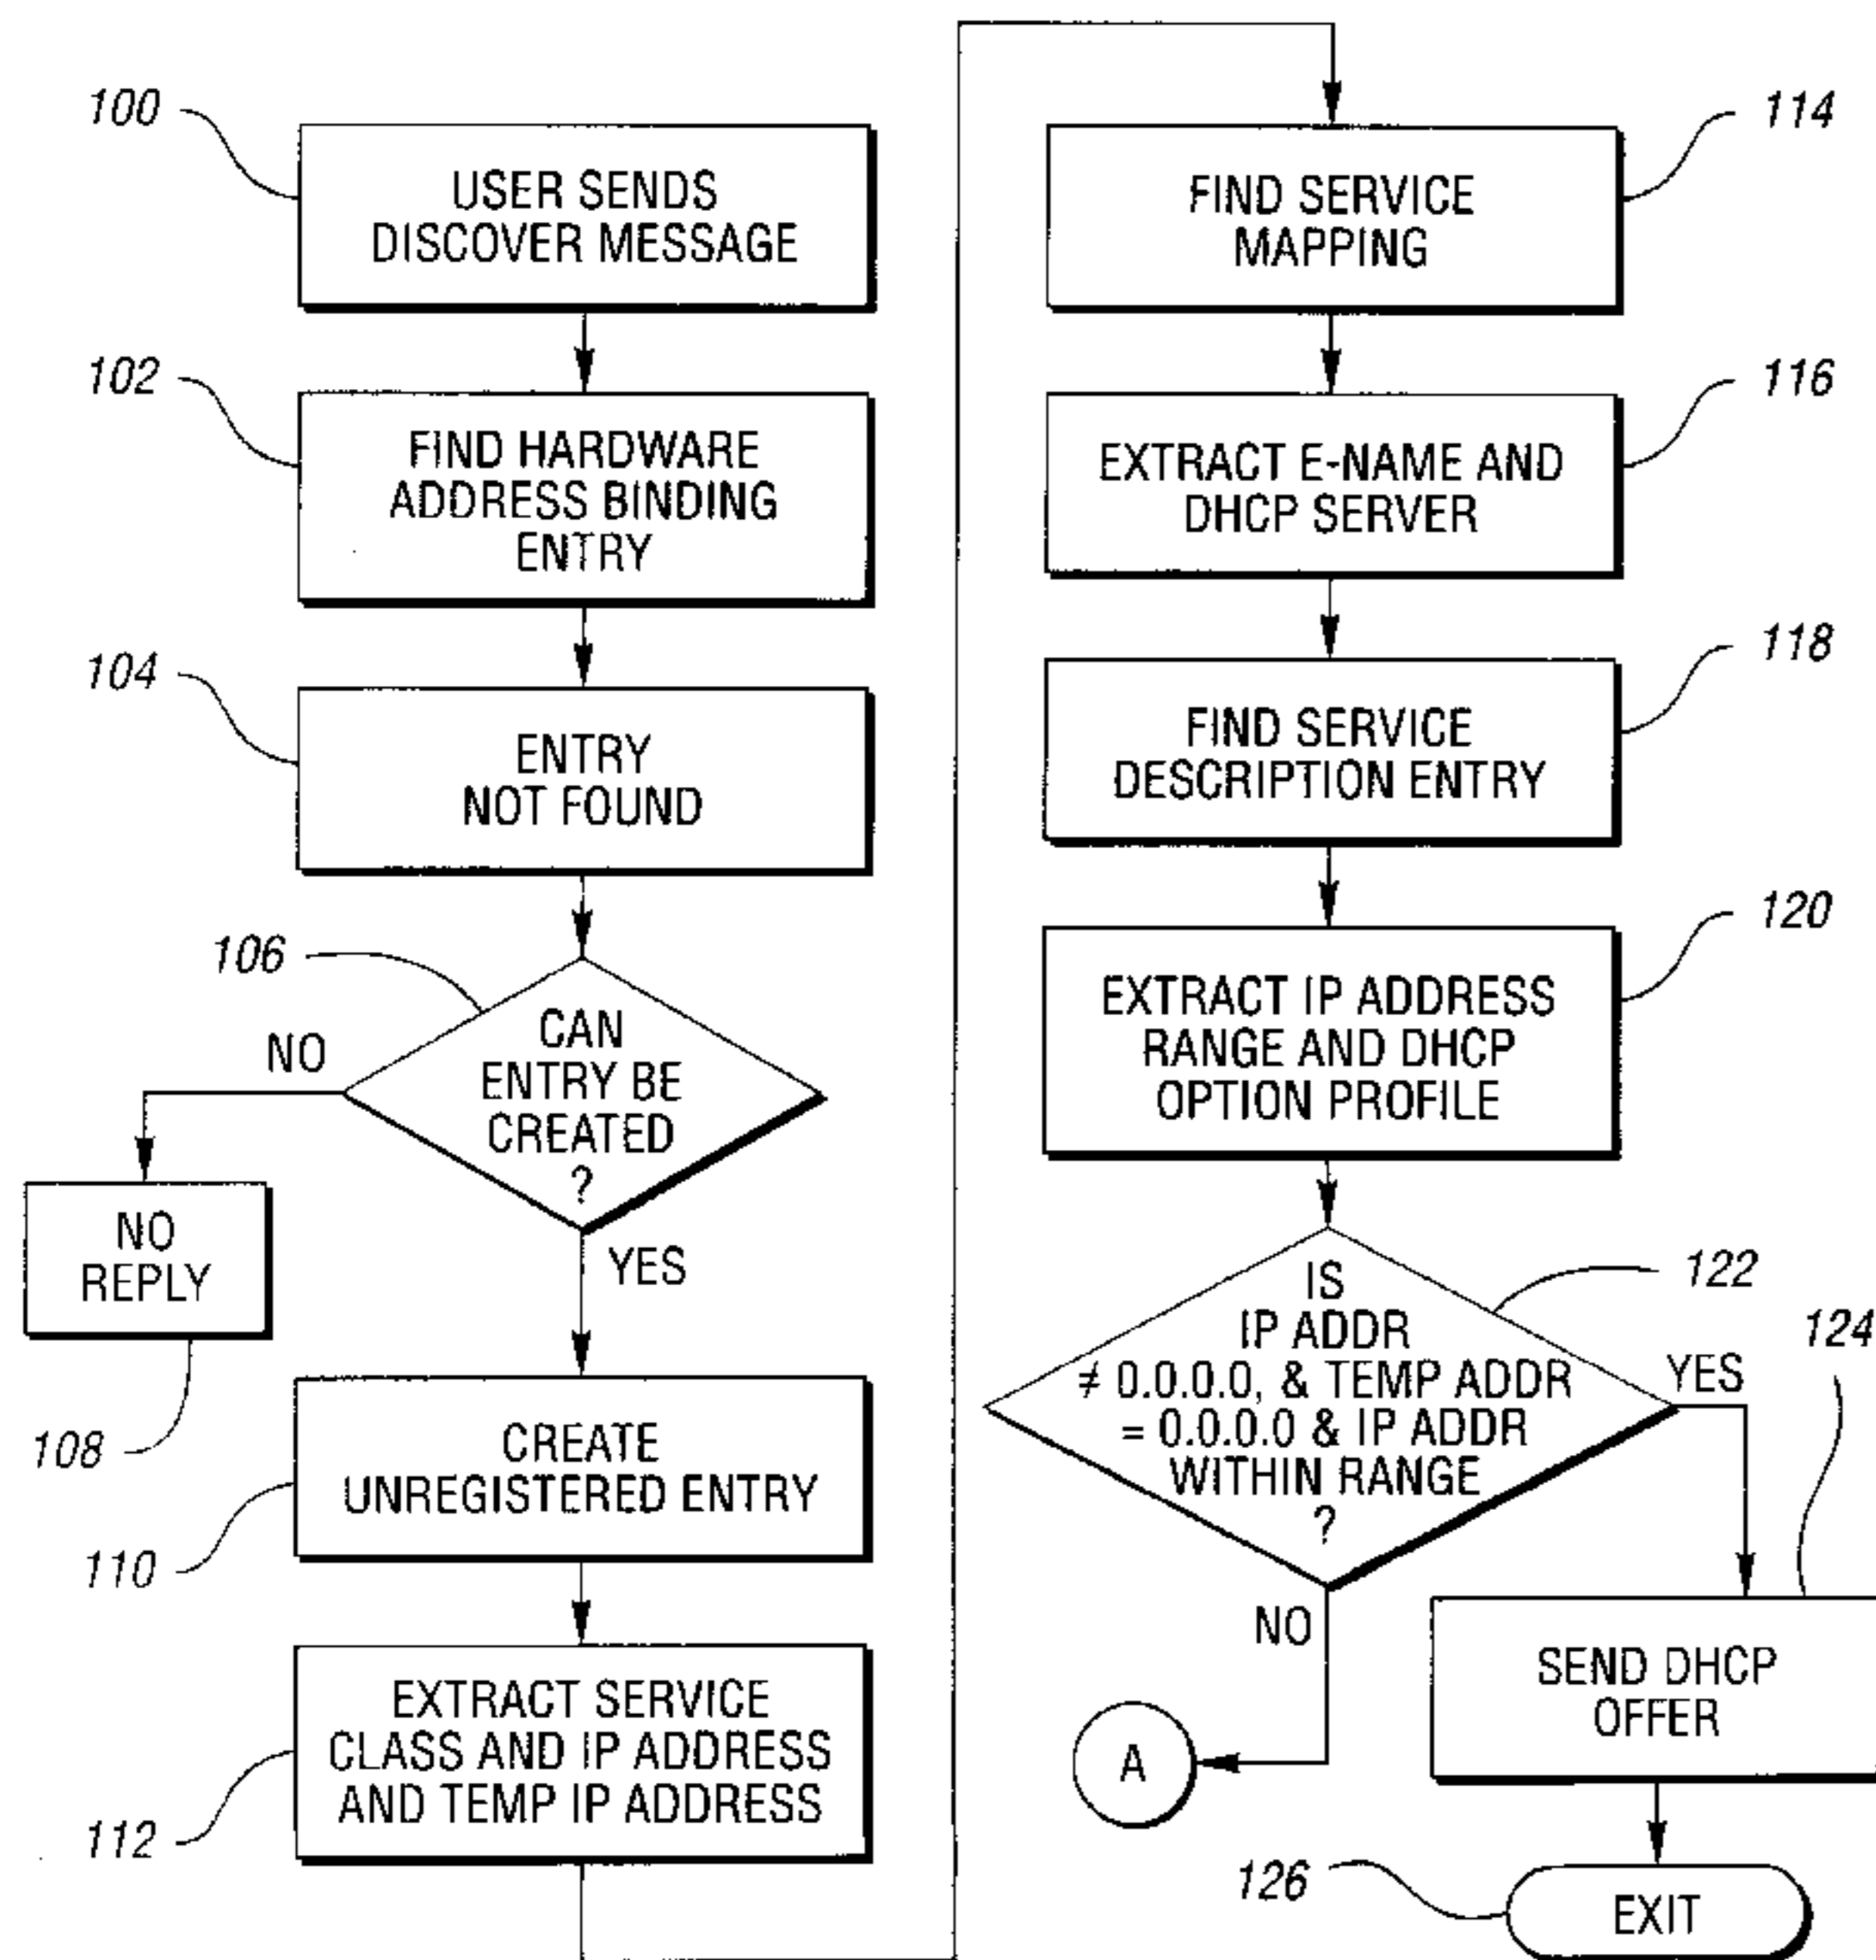 100
USER SENDS
DISCOVER MESSAGE
102
FIND HARDWARE
ADDRESS BINDING
ENTRY
104
ENTRY
NOT FOUND
106
CAN
ENTRY BE
CREATED
?
NO
YES
NO
REPLY
108
CREATE
UNREGISTERED ENTRY
110
EXTRACT SERVICE
CLASS AND IP ADDRESS
AND TEMP IP ADDRESS
112
114
FIND SERVICE
MAPPING
116
EXTRACT E-NAME AND
DHCP SERVER
118
FIND SERVICE
DESCRIPTION ENTRY
120
EXTRACT IP ADDRESS
RANGE AND DHCP
OPTION PROFILE
122
IS
IP ADDR
≠ 0.0.0.0, & TEMP ADDR
= 0.0.0.0 & IP ADDR
WITHIN RANGE
?
YES
124
NO
A
SEND DHCP
OFFER
126
EXIT